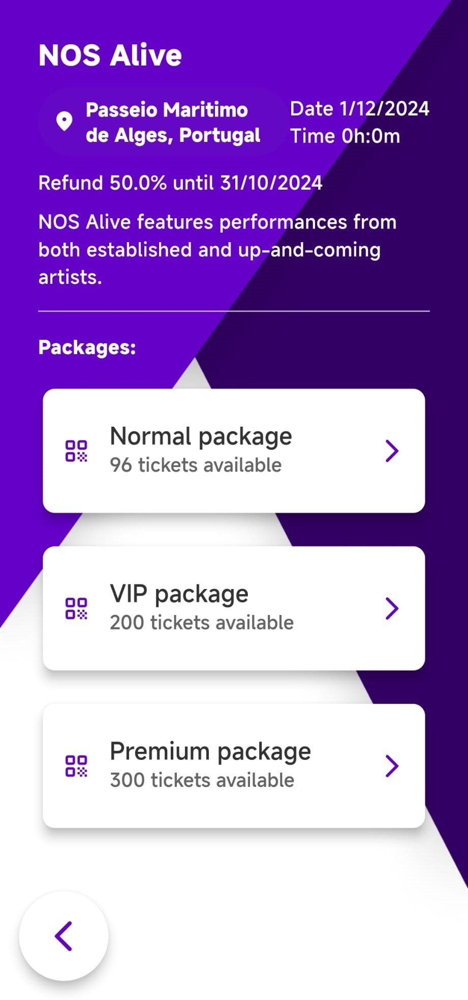 NOS Alive
Passeio Maritimo
de Alges, Portugal
Date 1/12/2024
Time 0h:0m
Refund 50.0% until 31/10/2024
NOS Alive features performances from
both established and up-and-coming
artists.
Packages:
Normal package
96 tickets available
VIP package
200 tickets available
Premium package
300 tickets available